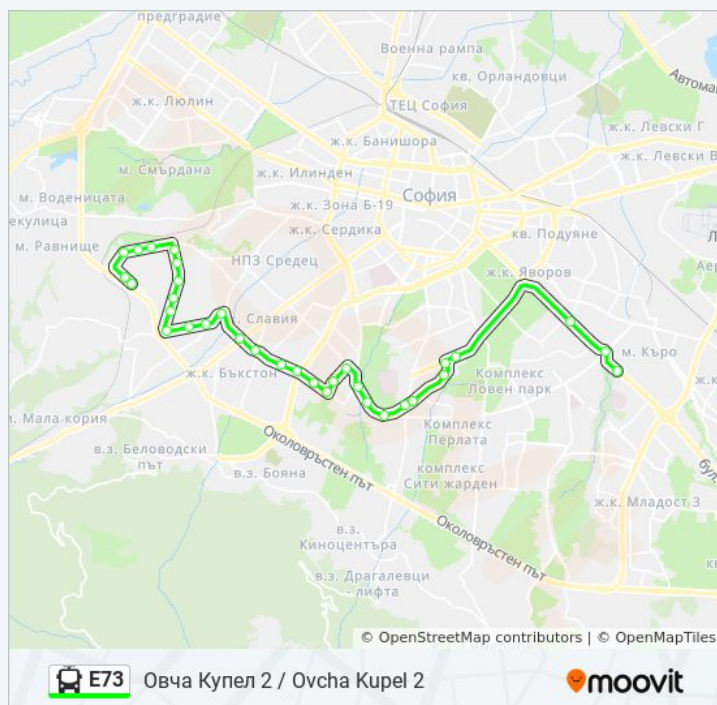 предградие
Военна рампа
кв. Орландовци
Автомаг
ж.к. Люлин
ТЕЦ София
ж.к. Левски Г
ж.к. Банишора
м. Смърдана
ж.к. Илинден
ж.к. Левски В
м. Воденицата
София
ж.к. Зона Б-19
екулица
ж.к. Сердика
кв. Подуяне
м. Равнище
НПЗ Средец
ж.к. Яворов
Славия
м. Къро
ж.к. Бъкстон
Комплекс
Ловен парк
Мала кория
Комплекс
Перлата
в.з. Беловодски
път
Околовръстен път
в.з. Бояна
комплекс
Сити жарден
ж.к. Младост 3
Околовръстен път
в.з.
Киноцентъра
в.з. Драгалевци
- лифта
© OpenStreetMap contributors | © OpenMapTiles
E73 Овча Купел 2 / Ovcha Kupel 2
moovit